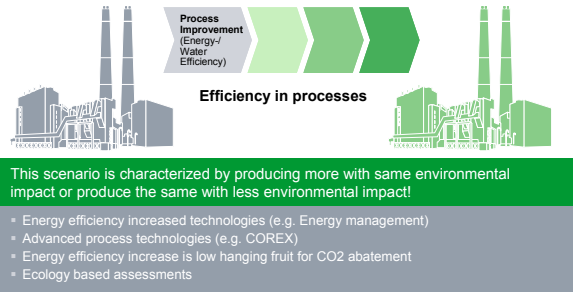 Process
Improvement
(Energy-/
Water
Efficiency)
Efficiency in processes
This scenario is characterized by producing more with same environmental
impact or produce the same with less environmental impact!
▪ Energy efficiency increased technologies (e.g. Energy management)
▪ Advanced process technologies (e.g. COREX)
▪ Energy efficiency increase is low hanging fruit for CO2 abatement
▪ Ecology based assessments